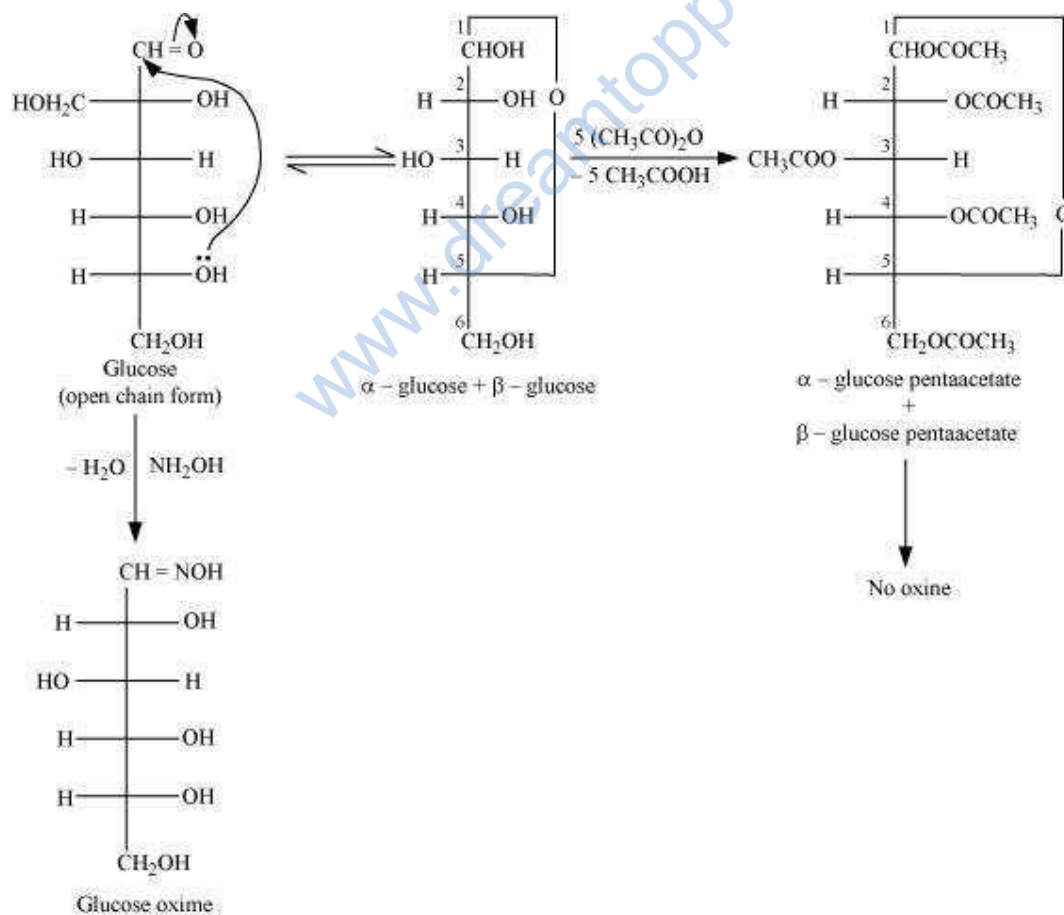 CH = O
HOH₂C OH
HO H
H OH
H OH
CH₂OH
Glucose
(open chain form)
1
CHOH
2
H OH O
3
HO H
4
H OH
5
H
6
CH₂OH
α – glucose + β – glucose
5 (CH₃CO)₂O
– 5 CH₃COOH
1
CHOCOCH₃
2
H OCOCH₃
3
CH₃COO H
4
H OCOCH₃
5
H
6
CH₂OCOCH₃
α – glucose pentaacetate
+
β – glucose pentaacetate
No oxine
– H₂O NH₂OH
CH = NOH
H OH
HO H
H OH
H OH
CH₂OH
Glucose oxime
www.dreamtopp